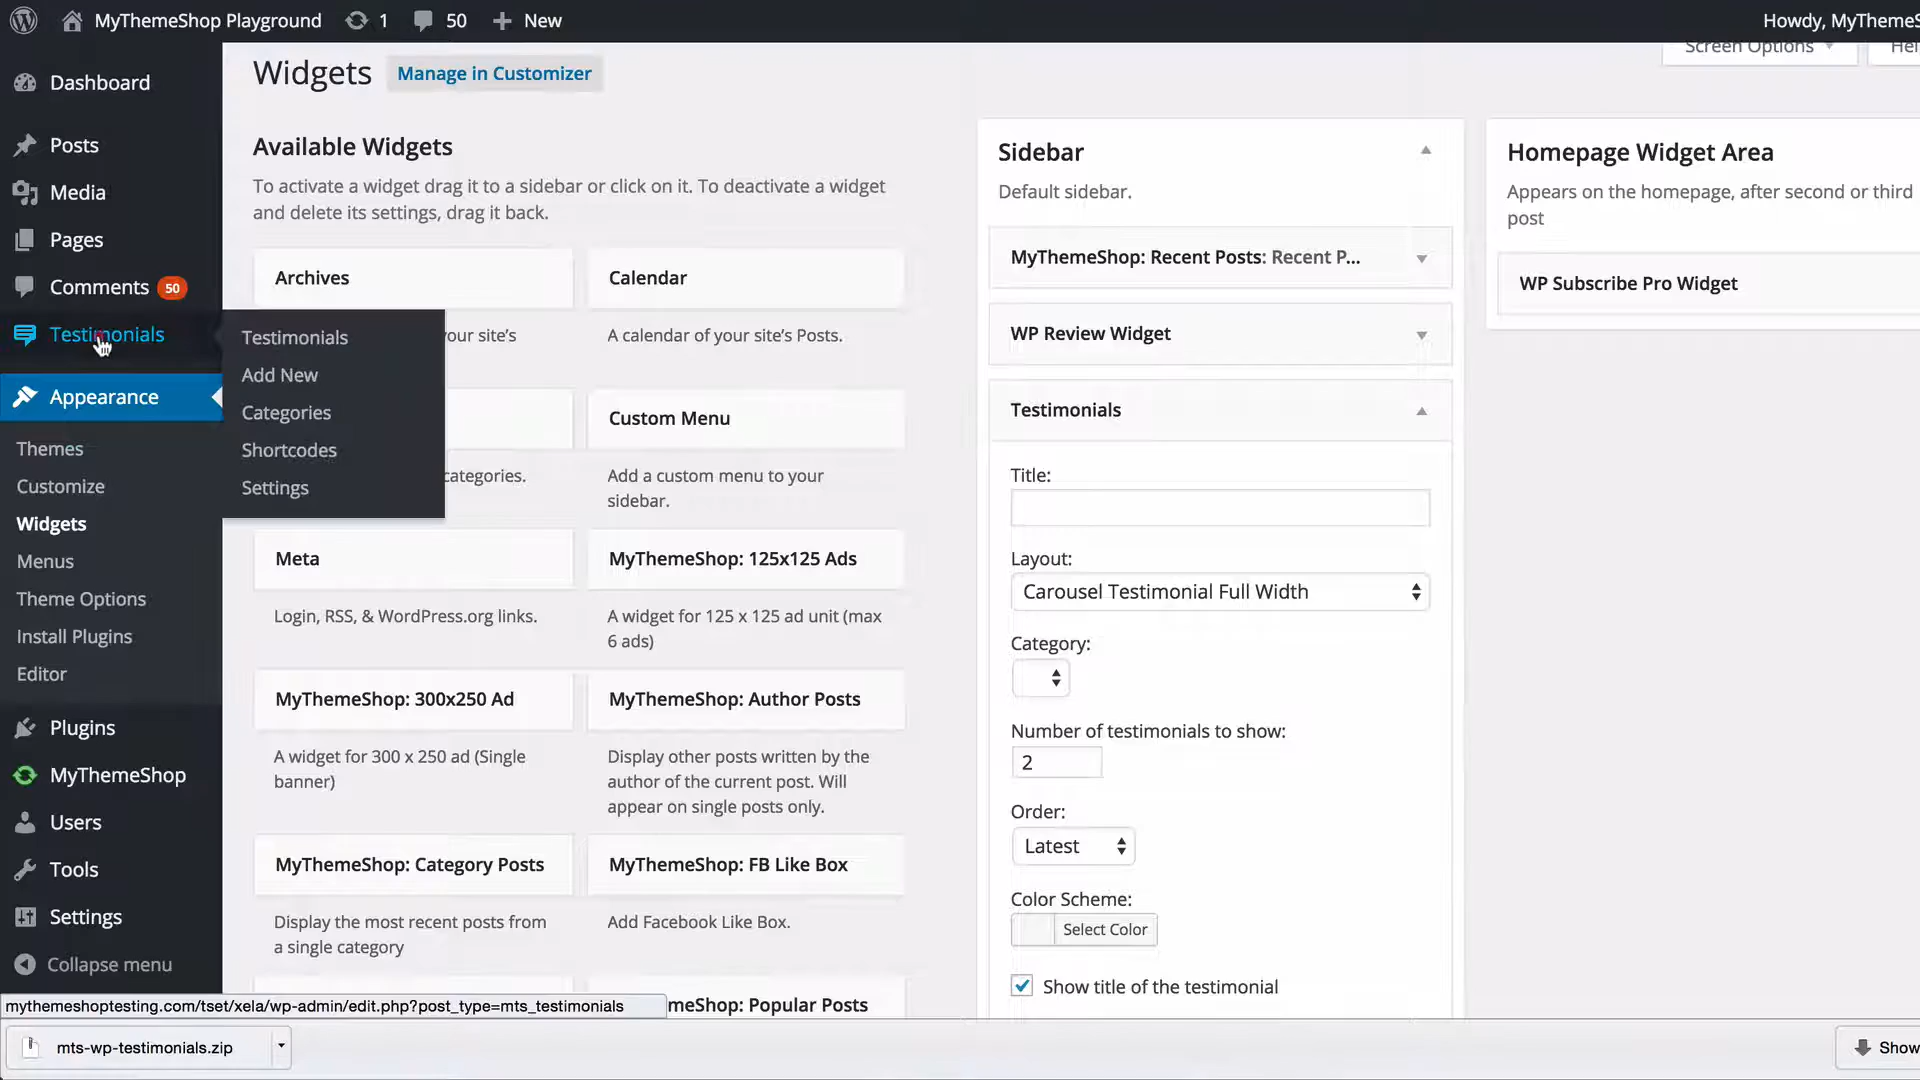 MyThemeShop Playground
1
50
New
Howdy, MyThemeS
Dashboard
Posts
Media
Pages
Comments 50
Testimonials
Appearance
Themes
Customize
Widgets
Menus
Theme Options
Install Plugins
Editor
Plugins
MyThemeShop
Users
Tools
Settings
Collapse menu
Testimonials
Add New
Categories
Shortcodes
Settings
Widgets
Manage in Customizer
Screen Options
Hel
Available Widgets
To activate a widget drag it to a sidebar or click on it. To deactivate a widget
and delete its settings, drag it back.
Archives
your site's
Calendar
A calendar of your site's Posts.
categories.
Custom Menu
Add a custom menu to your
sidebar.
Meta
Login, RSS, & WordPress.org links.
MyThemeShop: 125x125 Ads
A widget for 125 x 125 ad unit (max
6 ads)
MyThemeShop: 300x250 Ad
A widget for 300 x 250 ad (Single
banner)
MyThemeShop: Author Posts
Display other posts written by the
author of the current post. Will
appear on single posts only.
MyThemeShop: Category Posts
Display the most recent posts from
a single category
MyThemeShop: FB Like Box
Add Facebook Like Box.
meShop: Popular Posts
Sidebar
Default sidebar.
MyThemeShop: Recent Posts: Recent P...
WP Review Widget
Testimonials
Title:
Layout:
Carousel Testimonial Full Width
Category:
Number of testimonials to show:
2
Order:
Latest
Color Scheme:
Select Color
Show title of the testimonial
Homepage Widget Area
Appears on the homepage, after second or third
post
WP Subscribe Pro Widget
mythemeshoptesting.com/tset/xela/wp-admin/edit.php?post_type=mts_testimonials
mts-wp-testimonials.zip
Show